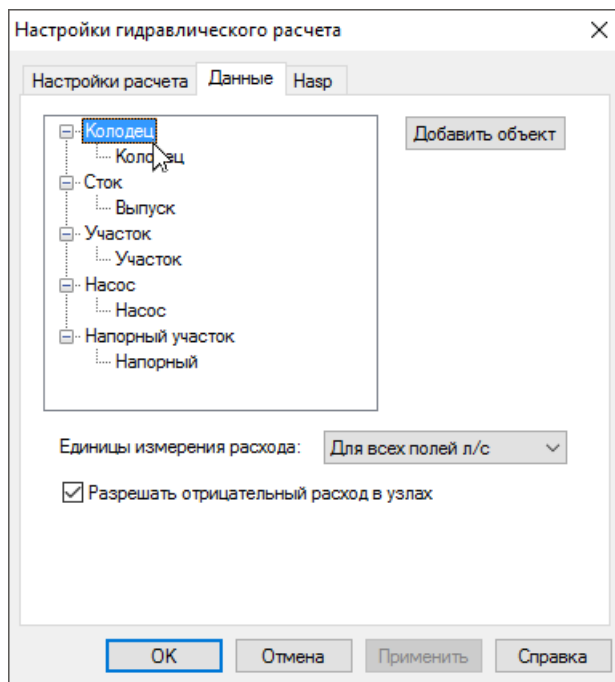 Настройки гидравлического расчета
Настройки расчета Данные Hasp
Колодец
Колодец
Сток
Выпуск
Участок
Участок
Насос
Насос
Напорный участок
Напорный
Добавить объект
Единицы измерения расхода: Для всех полей л/с
Разрешать отрицательный расход в узлах
OK Отмена Применить Справка